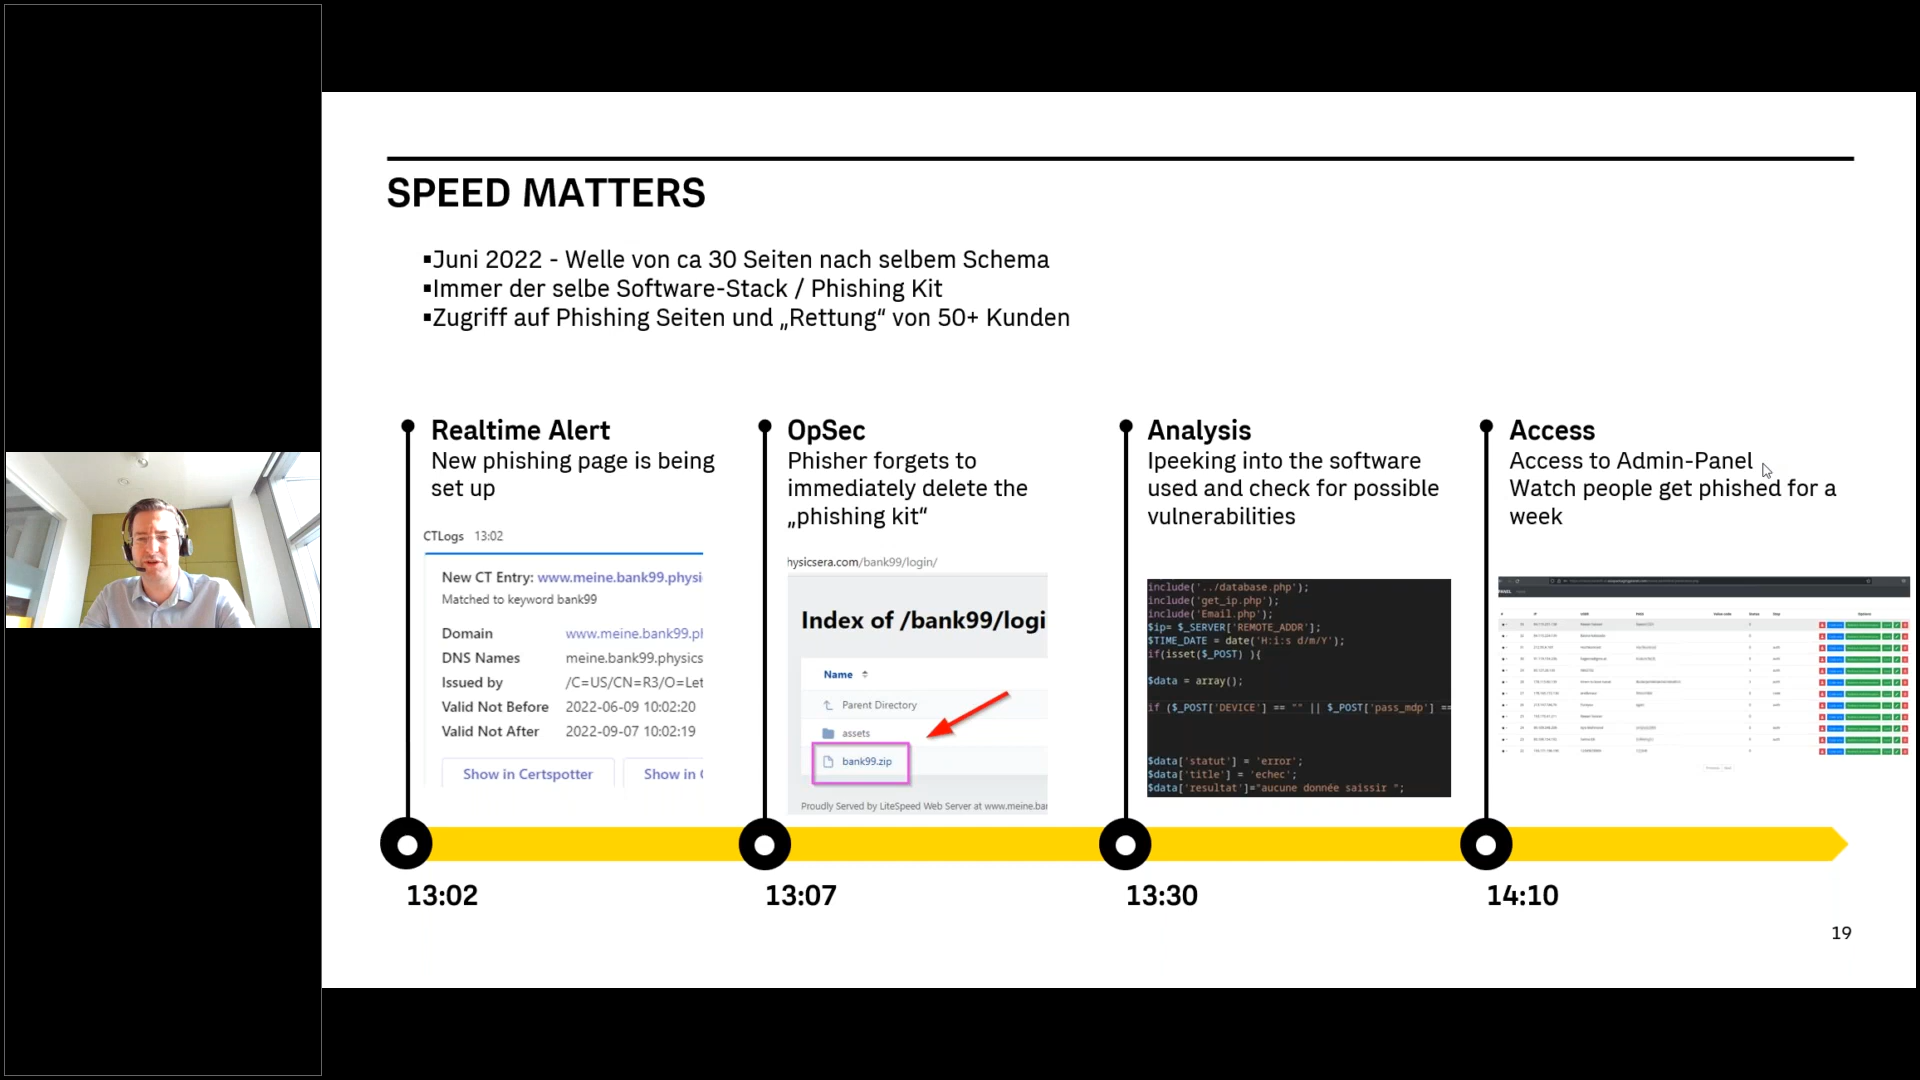 SPEED MATTERS
▪Juni 2022 - Welle von ca 30 Seiten nach selbem Schema
▪Immer der selbe Software-Stack / Phishing Kit
▪Zugriff auf Phishing Seiten und „Rettung“ von 50+ Kunden
Realtime Alert
New phishing page is being
set up
CTLogs 13:02
New CT Entry: www.meine.bank99.physi
Matched to keyword bank99
Domain www.meine.bank99.pl
DNS Names meine.bank99.physics
Issued by /C=US/CN=R3/O=Let
Valid Not Before 2022-06-09 10:02:20
Valid Not After 2022-09-07 10:02:19
Show in Certspotter Show in
13:02
OpSec
Phisher forgets to
immediately delete the
„phishing kit“
hysicsera.com/bank99/login/
Index of /bank99/logi
Name
Parent Directory
assets
bank99.zip
Proudly Served by LiteSpeed Web Server at www.meine.bar
13:07
Analysis
Ipeeking into the software
used and check for possible
vulnerabilities
include('../database.php');
include('get_ip.php');
include('Email.php');
$ip= $_SERVER['REMOTE_ADDR'];
$TIME_DATE = date('H:i:s d/m/Y');
if(isset($_POST) ){
$data = array();
if ($_POST['DEVICE'] == "" || $_POST['pass_mdp'] ==
$data['statut'] = 'error';
$data['title'] = 'echec';
$data['resultat']="aucune donnée saissir ";
13:30
Access
Access to Admin-Panel
Watch people get phished for a
week
14:10
19